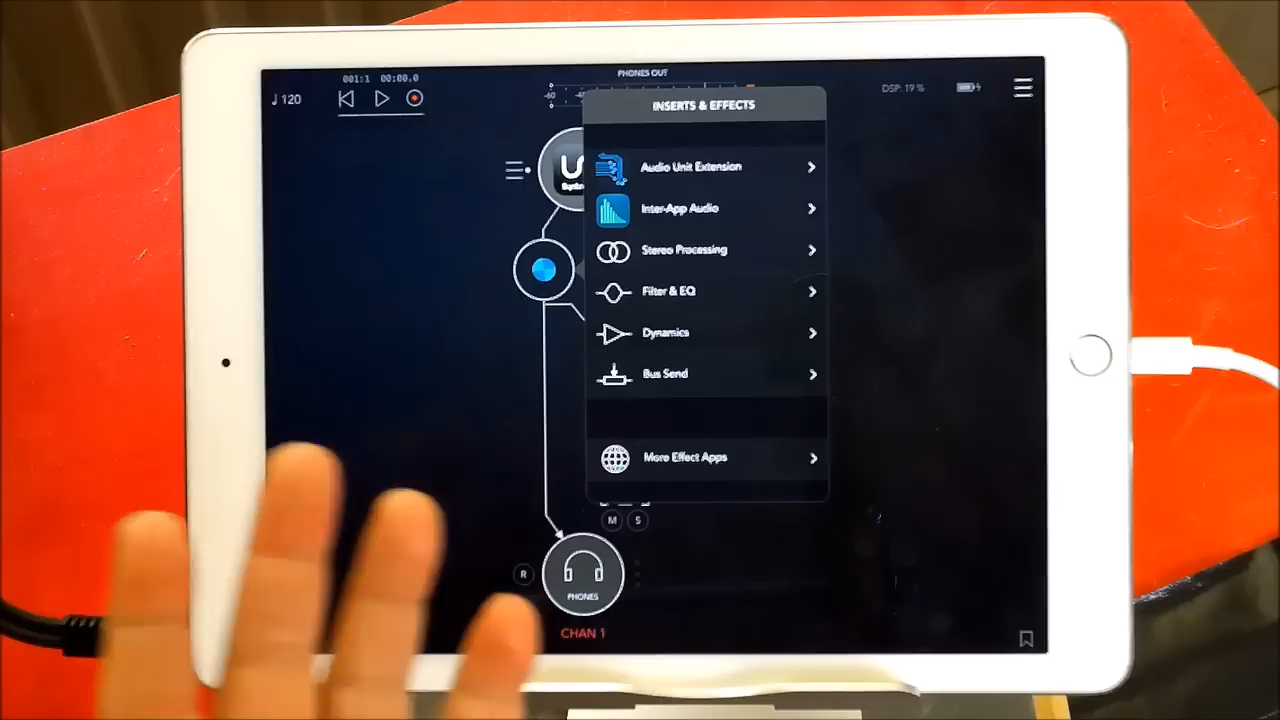 001:1 00:00.0
PHONES OUT
120
-60
DSP: 19 %
INSERTS & EFFECTS
Audio Unit Extension
Inter-App Audio
Stereo Processing
Filter & EQ
Dynamics
Bus Send
More Effect Apps
M S
R
PHONES
CHAN 1